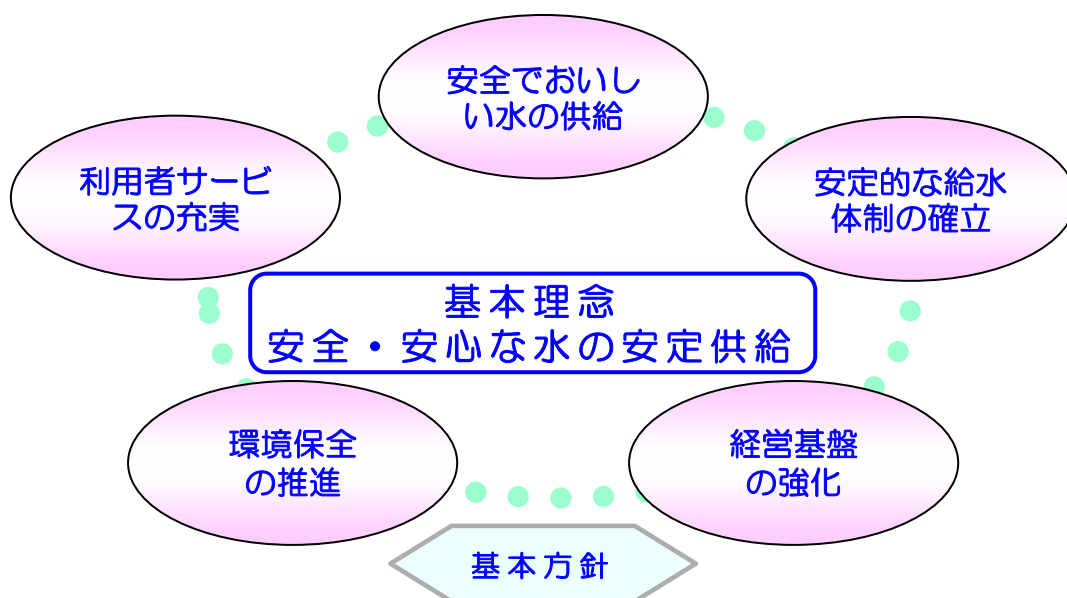 安全でおいし
い水の供給
利用者サービ
スの充実
安定的な給水
体制の確立
基本理念
安全・安心な水の安定供給
環境保全
の推進
経営基盤
の強化
基本方針